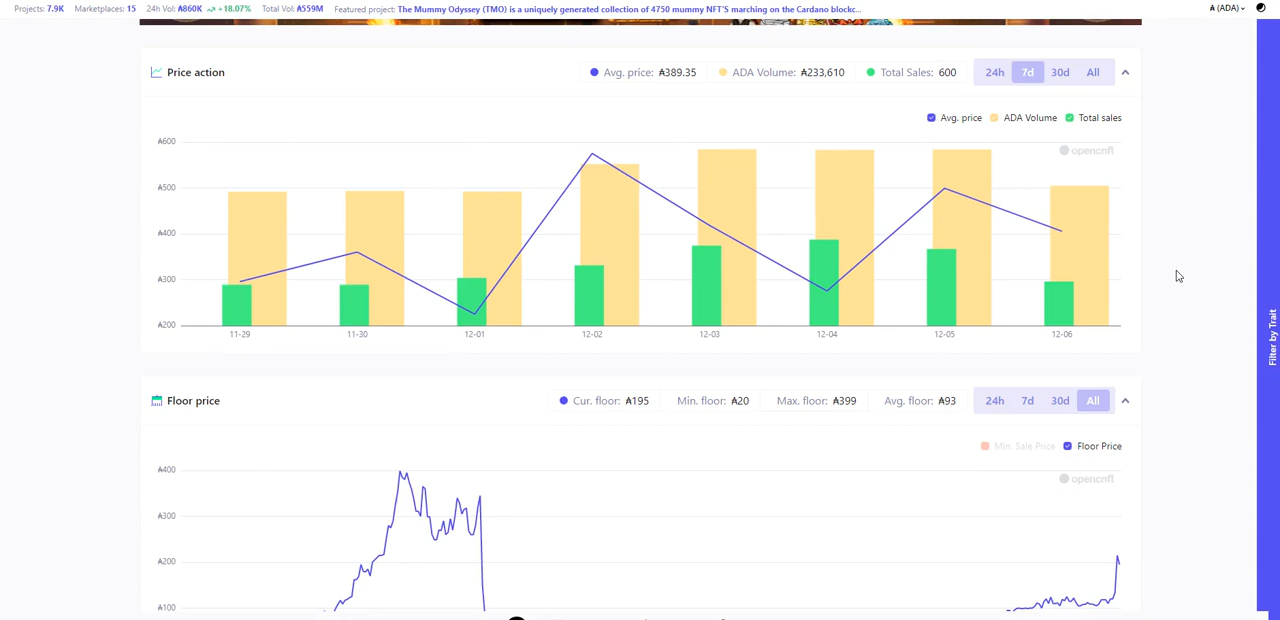 Projects: 7.9K Marketplaces: 15 24h Vol: ₳860K +18.07% Total Vol: ₳559M Featured project: The Mummy Odyssey (TMO) is a uniquely generated collection of 4750 mummy NFT'S marching on the Cardano blockc... ₳ (ADA)
Price action Avg. price: ₳389.35 ADA Volume: ₳233,610 Total Sales: 600 24h 7d 30d All
Avg. price ADA Volume Total sales
₳600
opencnft
₳500
₳400
₳300
₳200
11-29 11-30 12-01 12-02 12-03 12-04 12-05 12-06
Filter by Trait
Floor price Cur. floor: ₳195 Min. floor: ₳20 Max. floor: ₳399 Avg. floor: ₳93 24h 7d 30d All
Min. Sale Price Floor Price
₳400
opencnft
₳300
₳200
₳100